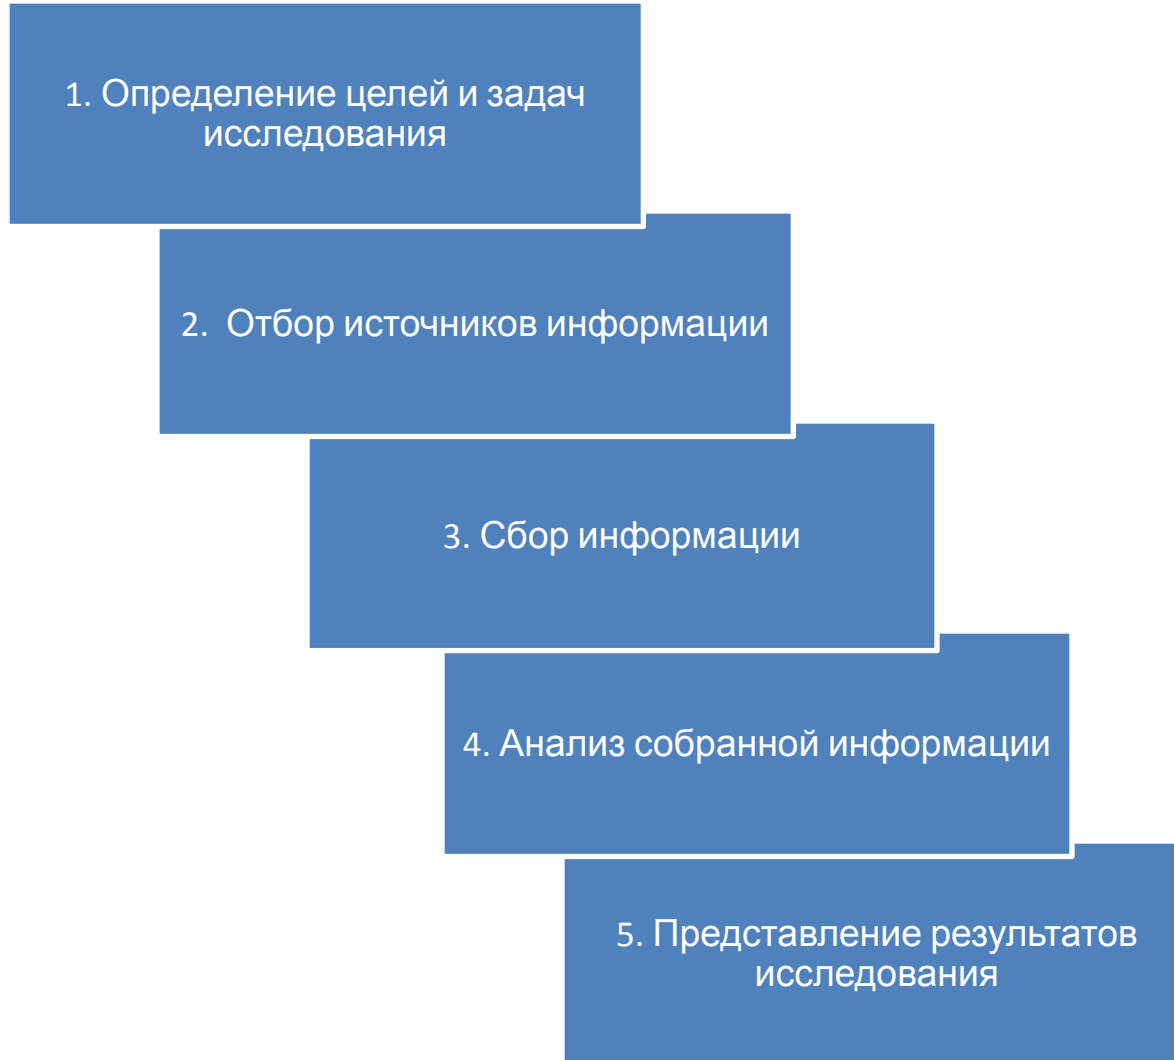 1. Определение целей и задач
исследования
2. Отбор источников информации
3. Сбор информации
4. Анализ собранной информации
5. Представление результатов
исследования